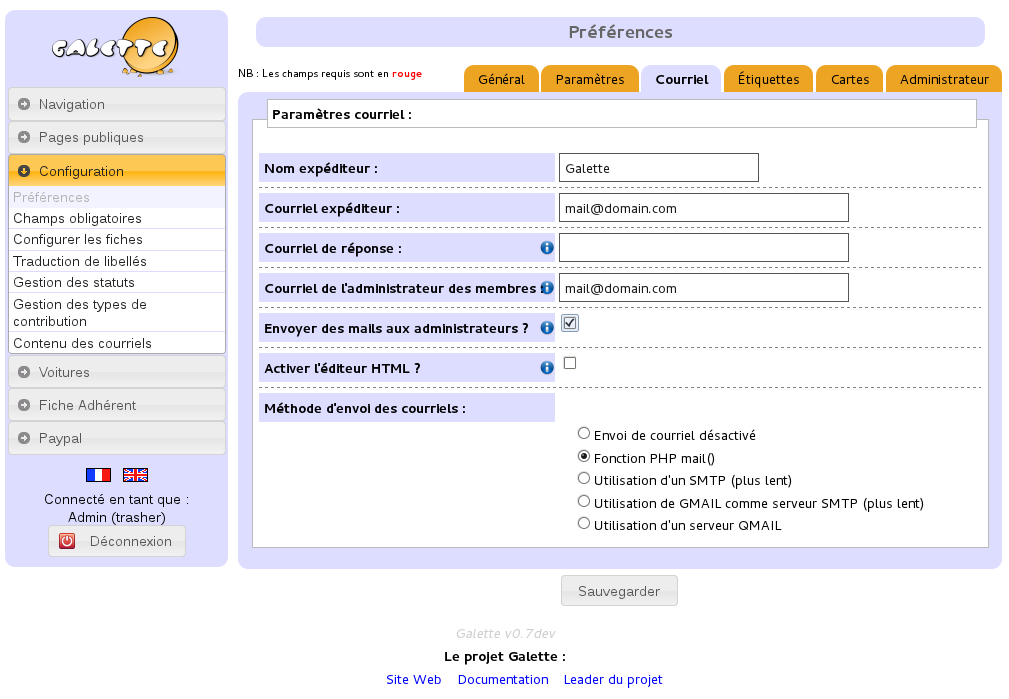 GALETTE
Navigation
Pages publiques
Configuration
Préférences
Champs obligatoires
Configurer les fiches
Traduction de libellés
Gestion des statuts
Gestion des types de
contribution
Contenu des courriels
Voitures
Fiche Adhérent
Paypal
Connecté en tant que :
Admin (trasher)
Déconnexion
Préférences
NB : Les champs requis sont en rouge
Général Paramètres Courriel Étiquettes Cartes Administrateur
Paramètres courriel :
Nom expéditeur : Galette
Courriel expéditeur : mail@domain.com
Courriel de réponse :
Courriel de l'administrateur des membres : mail@domain.com
Envoyer des mails aux administrateurs ?
Activer l'éditeur HTML ?
Méthode d'envoi des courriels :
Envoi de courriel désactivé
Fonction PHP mail()
Utilisation d'un SMTP (plus lent)
Utilisation de GMAIL comme serveur SMTP (plus lent)
Utilisation d'un serveur QMAIL
Sauvegarder
Galette v0.7dev
Le projet Galette :
Site Web Documentation Leader du projet